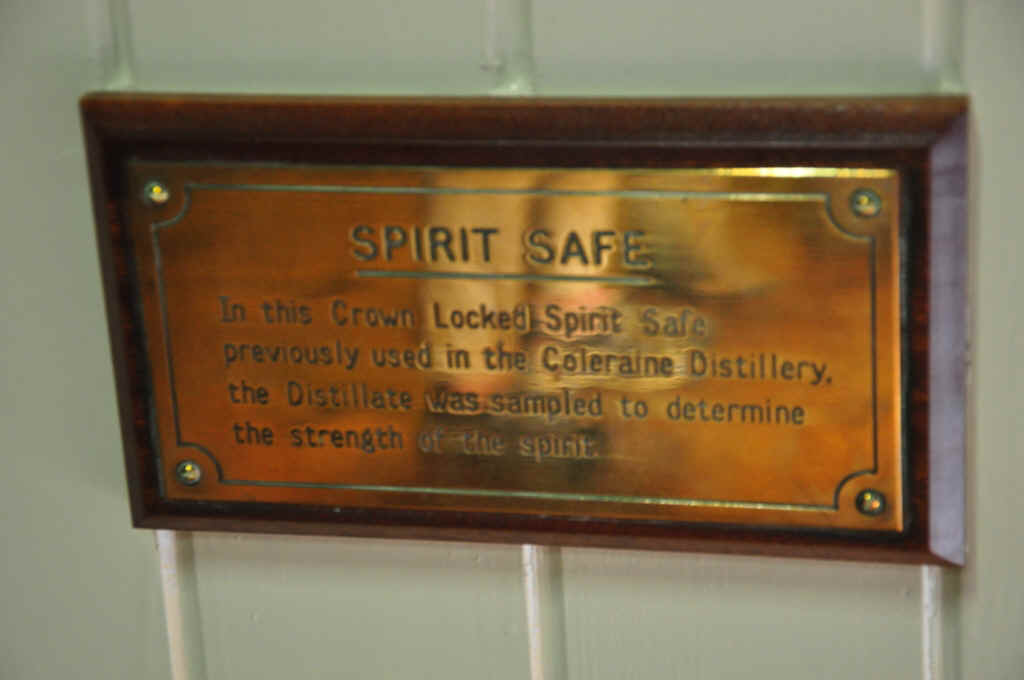 SPIRIT SAFE
In this Crown Locked Spirit Safe
previously used in the Coleraine Distillery,
the Distillate was sampled to determine
the strength of the spirit.